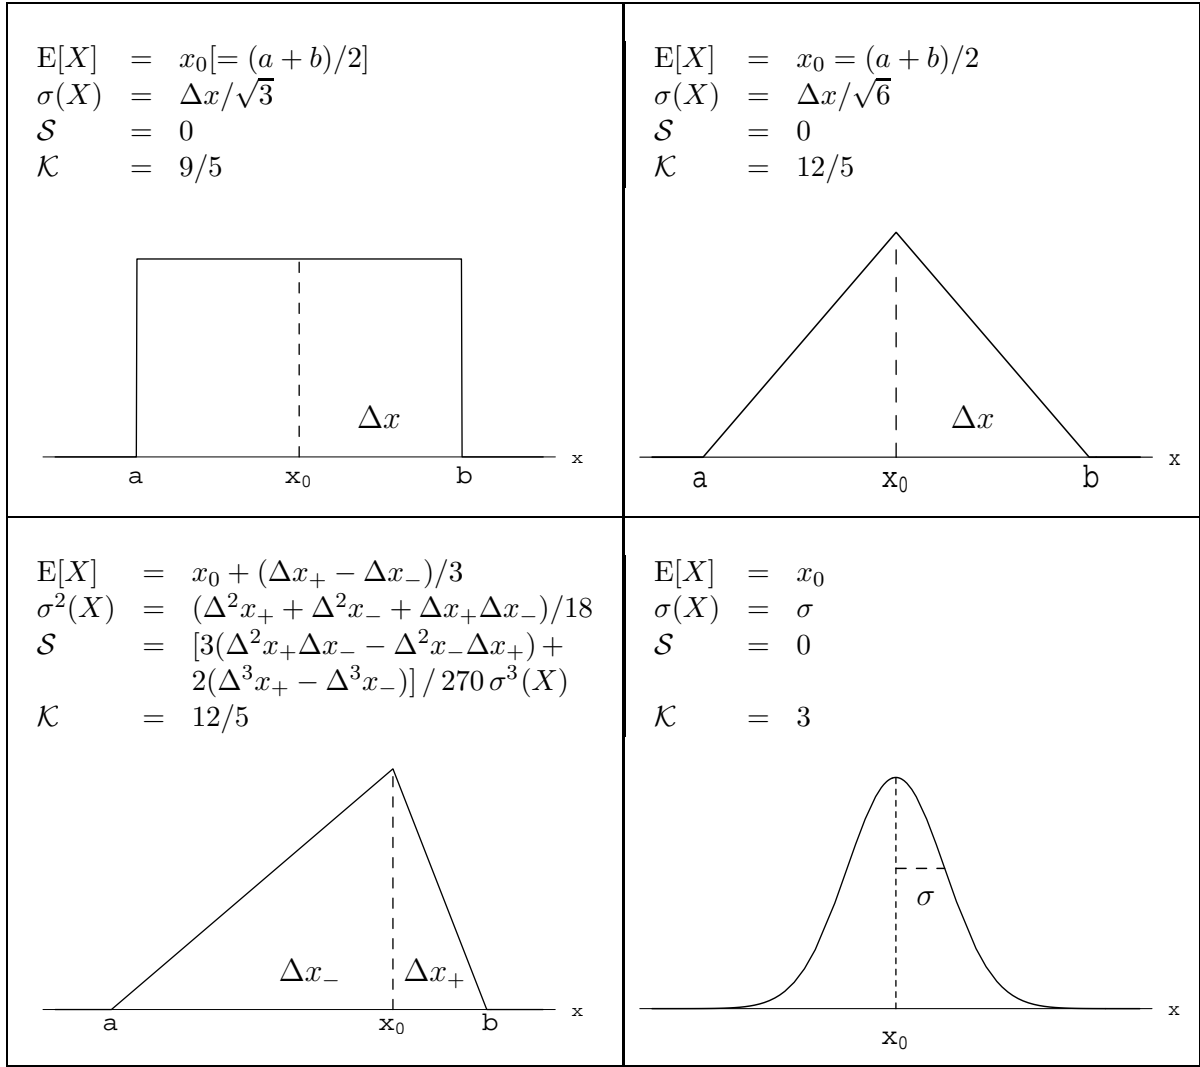 E[X] = x₀[= (a + b)/2]
σ(X) = Δx/√3
𝒮 = 0
𝒦 = 9/5
Δx
a x₀ b x
E[X] = x₀ = (a + b)/2
σ(X) = Δx/√6
𝒮 = 0
𝒦 = 12/5
Δx
a x₀ b x
E[X] = x₀ + (Δx₊ − Δx₋)/3
σ²(X) = (Δ²x₊ + Δ²x₋ + Δx₊Δx₋)/18
𝒮 = [3(Δ²x₊Δx₋ − Δ²x₋Δx₊) +
2(Δ³x₊ − Δ³x₋)] / 270 σ³(X)
𝒦 = 12/5
Δx₋ Δx₊
a x₀ b x
E[X] = x₀
σ(X) = σ
𝒮 = 0
𝒦 = 3
σ
x
x₀